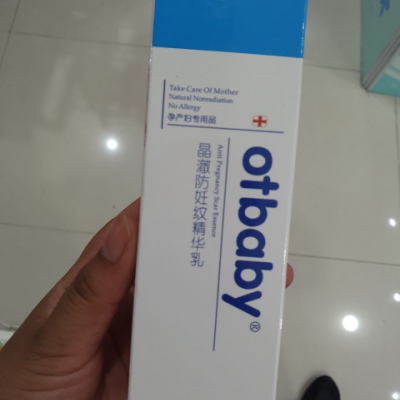 Take Care Of Mother
Natural Nonradiation
No Allergy
孕产妇专用品
otbaby®
Anti Pregnancy Scar Essence
晶滢防妊纹精华乳